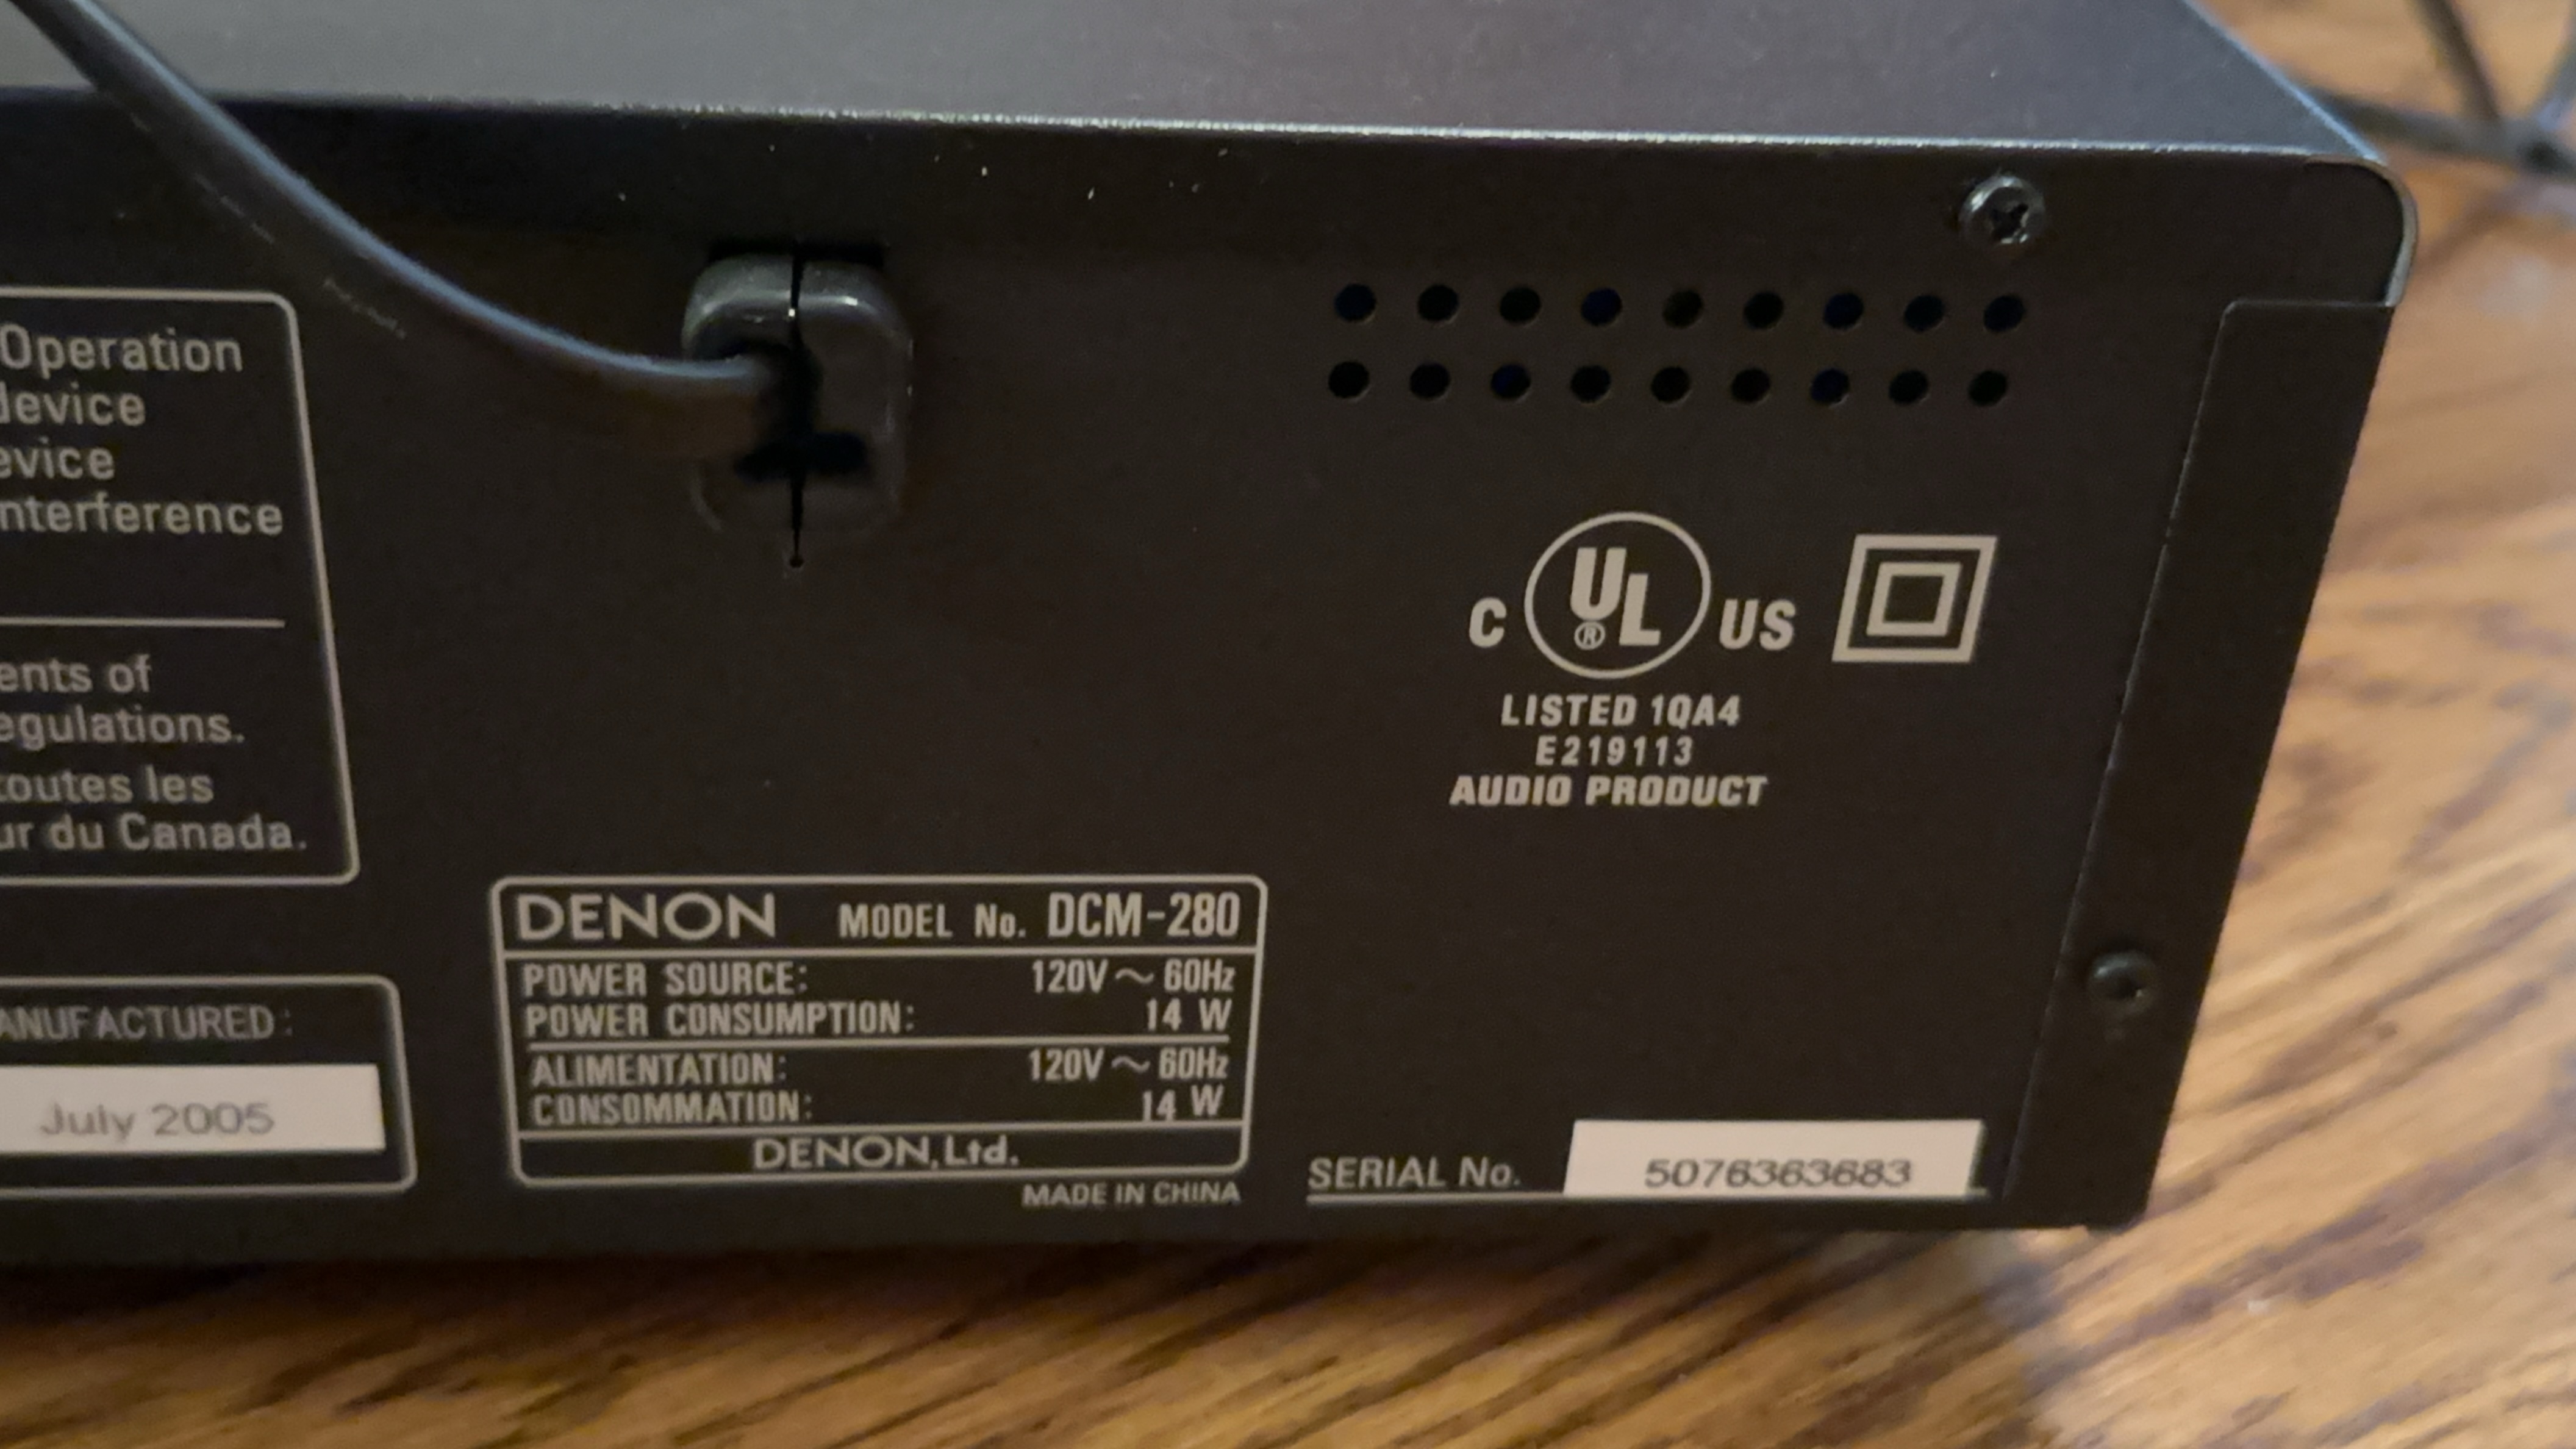 Operation
device
evice
nterference
ents of
egulations.
toutes les
ur du Canada.
ANUFACTURED:
July 2005
C UL® US
LISTED 1QA4
E219113
AUDIO PRODUCT
DENON MODEL No. DCM-280
POWER SOURCE: 120V ~ 60Hz
POWER CONSUMPTION: 14 W
ALIMENTATION: 120V ~ 60Hz
CONSOMMATION: 14 W
DENON, Ltd.
MADE IN CHINA
SERIAL No. 5076363683